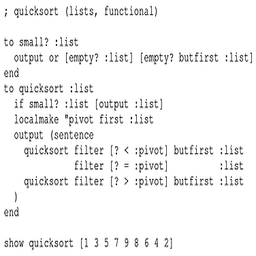 ; quicksort (lists, functional)
to small? :list
output or [empty? :list] [empty? butfirst :list]
end
to quicksort :list
if small? :list [output :list]
localmake "pivot first :list
output (sentence
quicksort filter [? < :pivot] butfirst :list
filter [? = :pivot] :list
quicksort filter [? > :pivot] butfirst :list
)
end
show quicksort [1 3 5 7 9 8 6 4 2]